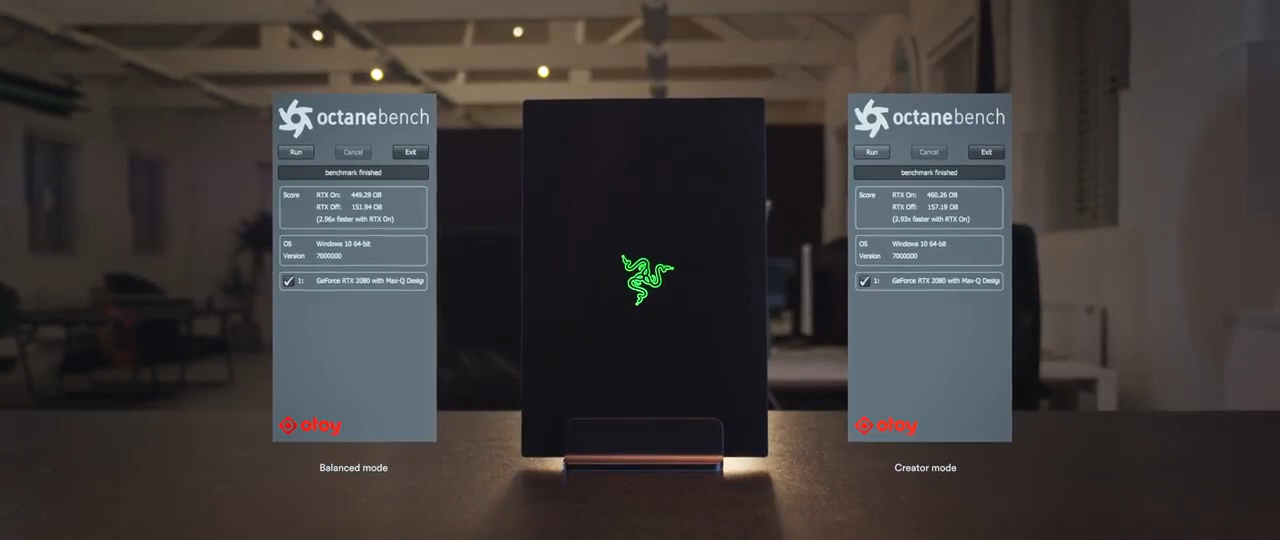 octanebench
Run Cancel Exit
benchmark finished
Score RTX On: 449.29 OB
RTX Off: 151.94 OB
(2.96x faster with RTX On)
OS Windows 10 64-bit
Version 7000000
1: GeForce RTX 2080 with Max-Q Desig
otoy
Balanced mode
octanebench
Run Cancel Exit
benchmark finished
Score RTX On: 460.26 OB
RTX Off: 157.19 OB
(2.93x faster with RTX On)
OS Windows 10 64-bit
Version 7000000
1: GeForce RTX 2080 with Max-Q Desig
otoy
Creator mode